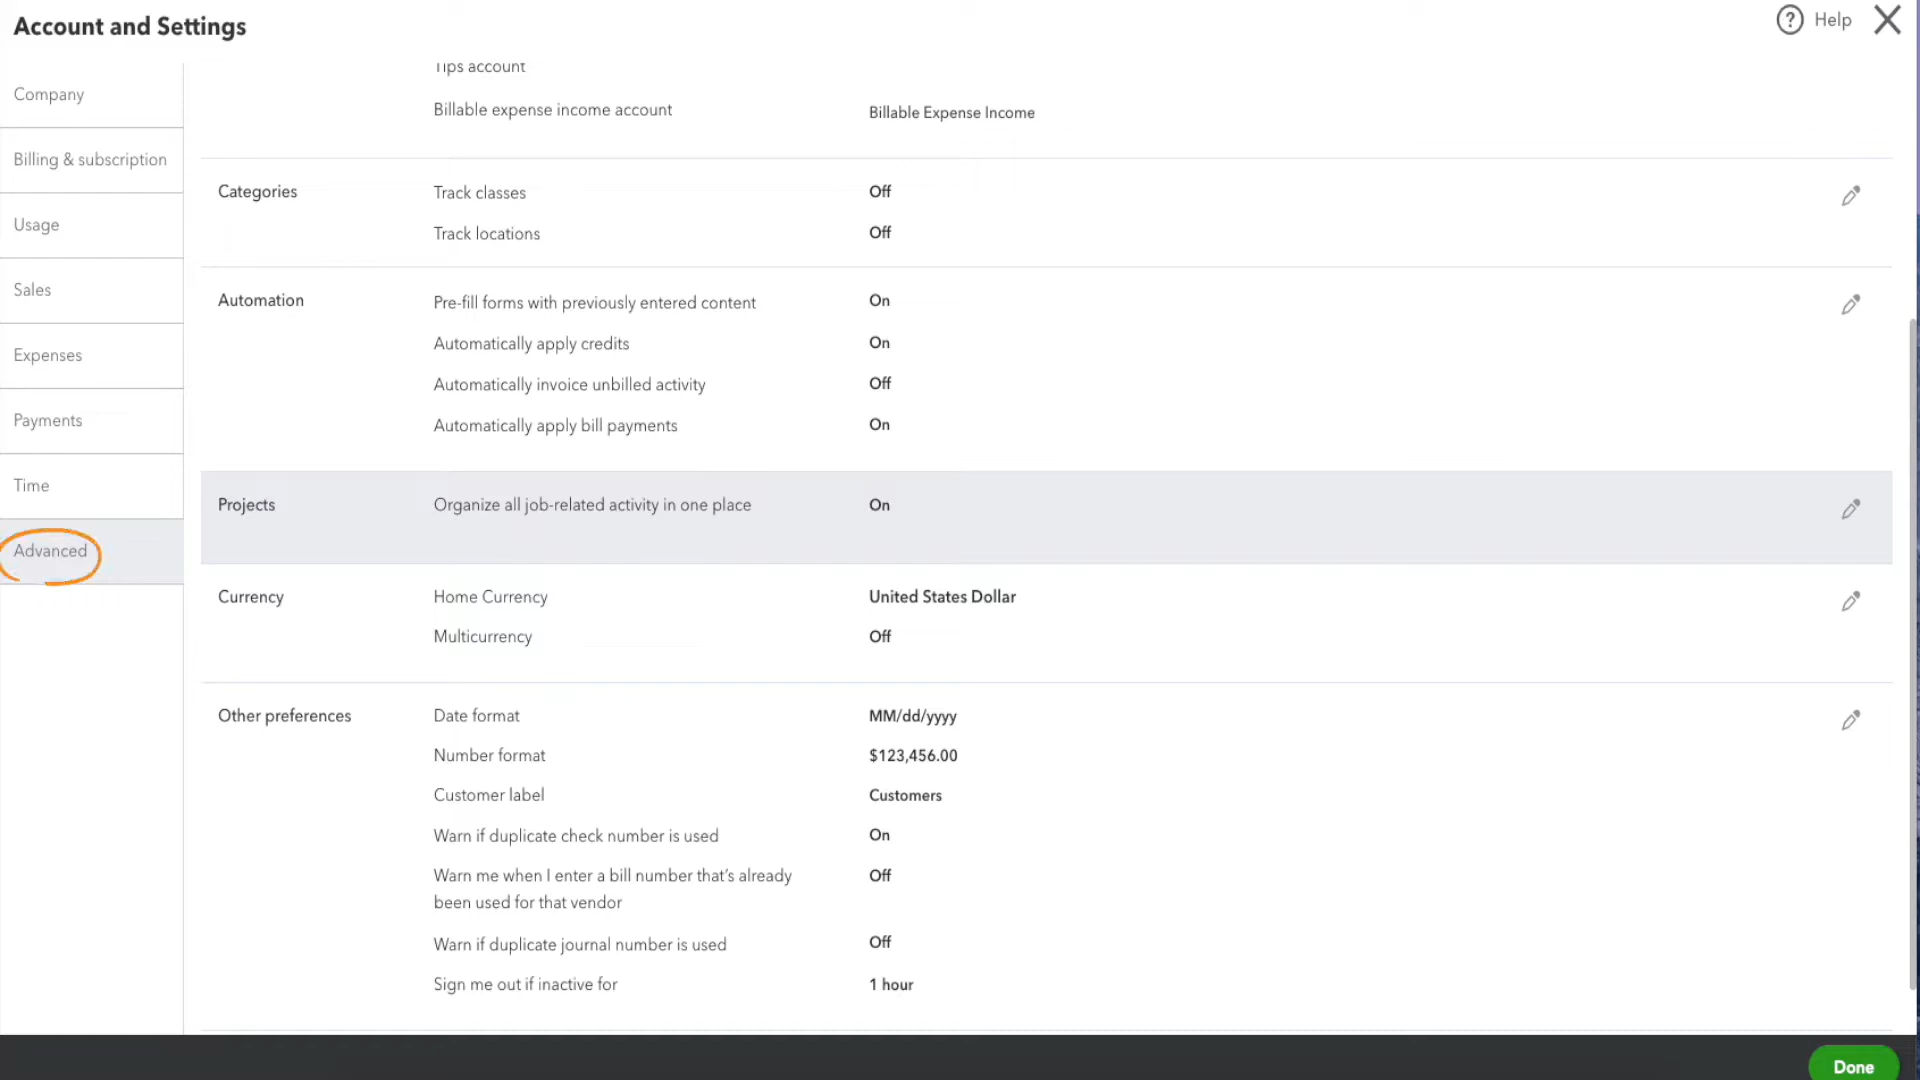 Account and Settings
? Help
Company
Billing & subscription
Usage
Sales
Expenses
Payments
Time
Advanced
Tips account
Billable expense income account Billable Expense Income
Categories Track classes Off
Track locations Off
Automation Pre-fill forms with previously entered content On
Automatically apply credits On
Automatically invoice unbilled activity Off
Automatically apply bill payments On
Projects Organize all job-related activity in one place On
Currency Home Currency United States Dollar
Multicurrency Off
Other preferences Date format MM/dd/yyyy
Number format $123,456.00
Customer label Customers
Warn if duplicate check number is used On
Warn me when I enter a bill number that's already Off
been used for that vendor
Warn if duplicate journal number is used Off
Sign me out if inactive for 1 hour
Done